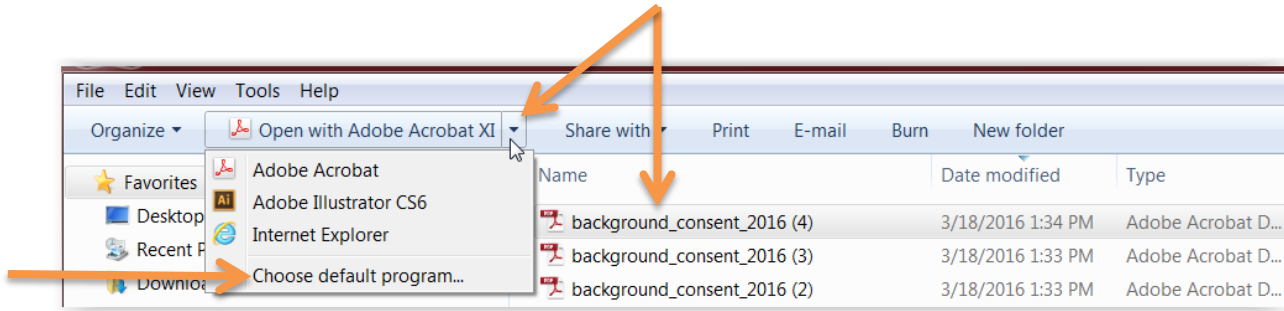 File Edit View Tools Help
Organize Open with Adobe Acrobat XI Share with Print E-mail Burn New folder
Favorites Adobe Acrobat Name Date modified Type
Desktop Ai Adobe Illustrator CS6 background_consent_2016 (4) 3/18/2016 1:34 PM Adobe Acrobat D...
Recent P Internet Explorer background_consent_2016 (3) 3/18/2016 1:33 PM Adobe Acrobat D...
Downloa Choose default program... background_consent_2016 (2) 3/18/2016 1:33 PM Adobe Acrobat D...